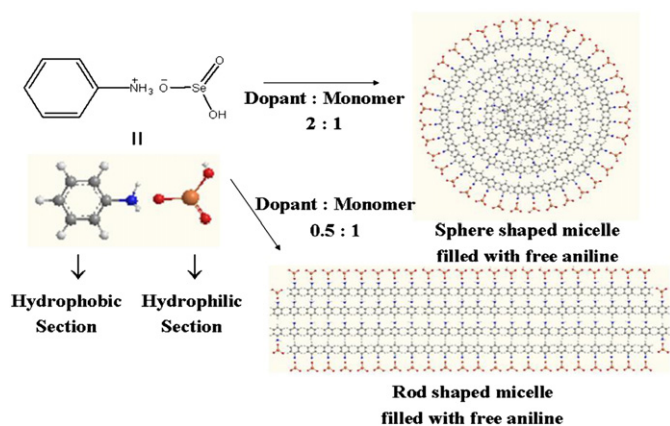 NH3
+
−
O
Se
O
OH
=
Dopant : Monomer
2 : 1
Dopant : Monomer
0.5 : 1
Sphere shaped micelle
filled with free aniline
Hydrophobic
Section
Hydrophilic
Section
Rod shaped micelle
filled with free aniline